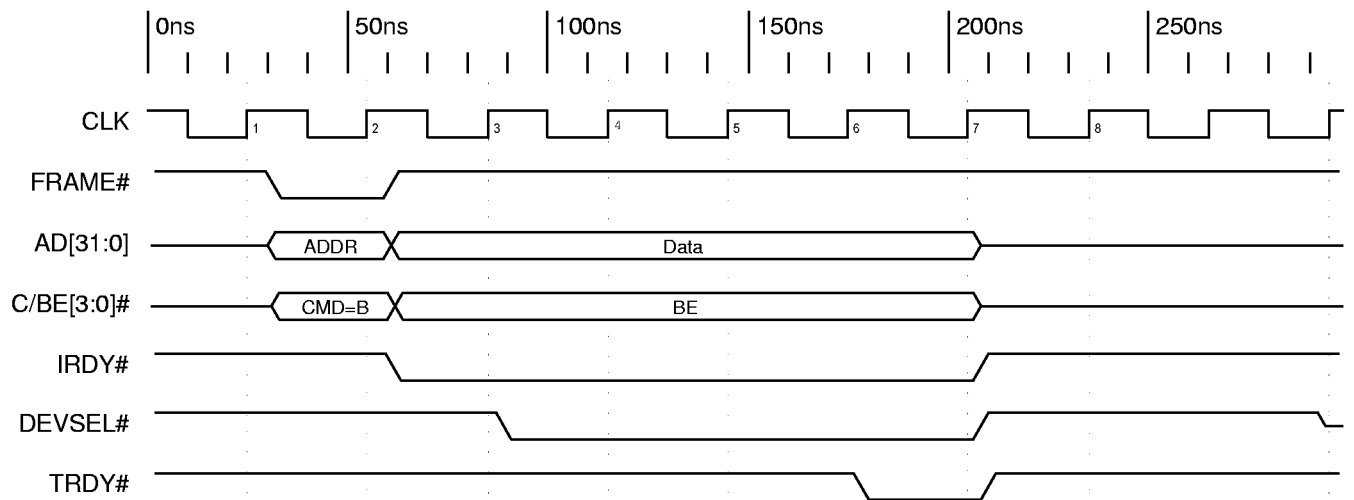 0ns 50ns 100ns 150ns 200ns 250ns
CLK 1 2 3 4 5 6 7 8
FRAME#
AD[31:0] ADDR Data
C/BE[3:0]# CMD=B BE
IRDY#
DEVSEL#
TRDY#